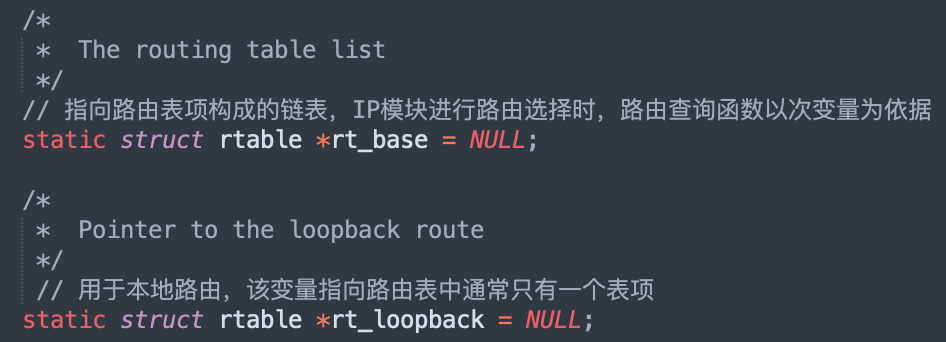 /*
 *  The routing table list
 */
// 指向路由表项构成的链表，IP模块进行路由选择时，路由查询函数以次变量为依据
static struct rtable *rt_base = NULL;

/*
 *  Pointer to the loopback route
 */
 // 用于本地路由，该变量指向路由表中通常只有一个表项
static struct rtable *rt_loopback = NULL;